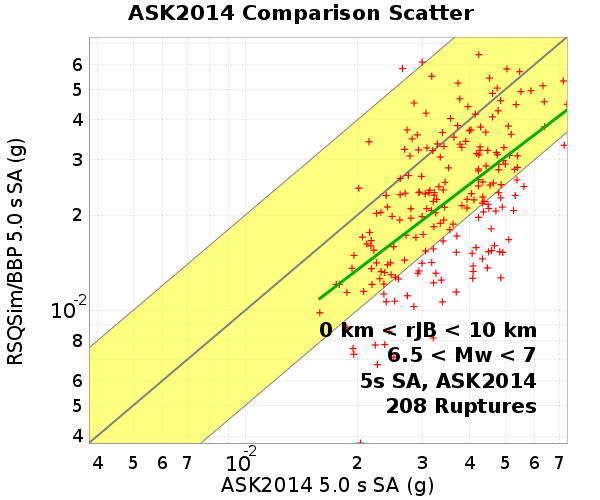 ASK2014 Comparison Scatter
RSQSim/BBP 5.0 s SA (g)
6
5
4
3
2
10-2
8
6
5
4
0 km < rJB < 10 km
6.5 < Mw < 7
5s SA, ASK2014
208 Ruptures
4 5 6 7 10-2 2 3 4 5 6 7
ASK2014 5.0 s SA (g)